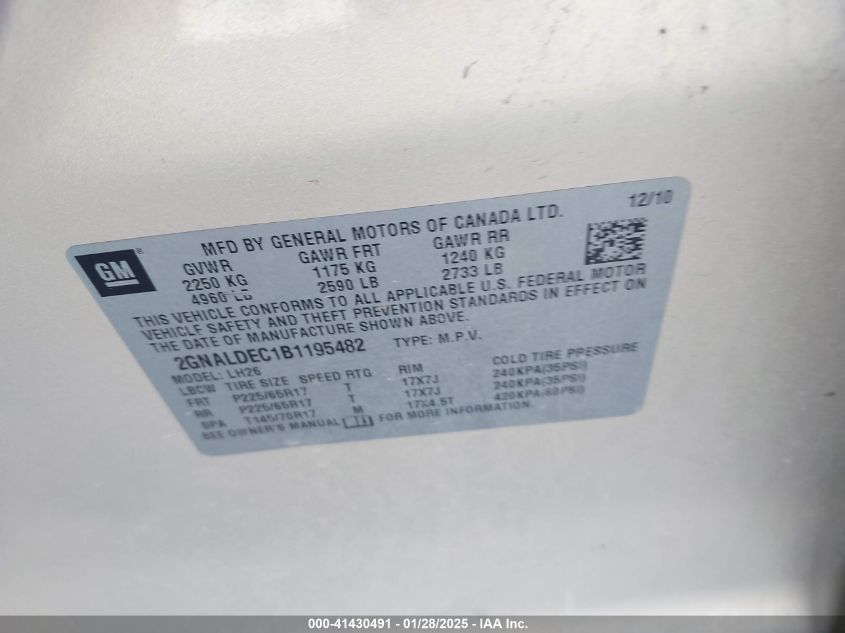 12/10
GM ®
MFD BY GENERAL MOTORS OF CANADA LTD.
GVWR GAWR FRT GAWR RR
2250 KG 1175 KG 1240 KG
4960 LB 2590 LB 2733 LB
THIS VEHICLE CONFORMS TO ALL APPLICABLE U.S. FEDERAL MOTOR
VEHICLE SAFETY AND THEFT PREVENTION STANDARDS IN EFFECT ON
THE DATE OF MANUFACTURE SHOWN ABOVE.
2GNALDEC1B1195482 TYPE: M.P.V.
MODEL: LH26
LBCW TIRE SIZE SPEED RTG RIM COLD TIRE PRESSURE
FRT P225/65R17 T 17X7J 240KPA(35PSI)
RR P225/65R17 T 17X7J 240KPA(35PSI)
SPA T145/70R17 M 17X4.5T 420KPA(60PSI)
SEE OWNER'S MANUAL FOR MORE INFORMATION.
000-41430491 - 01/28/2025 - IAA Inc.